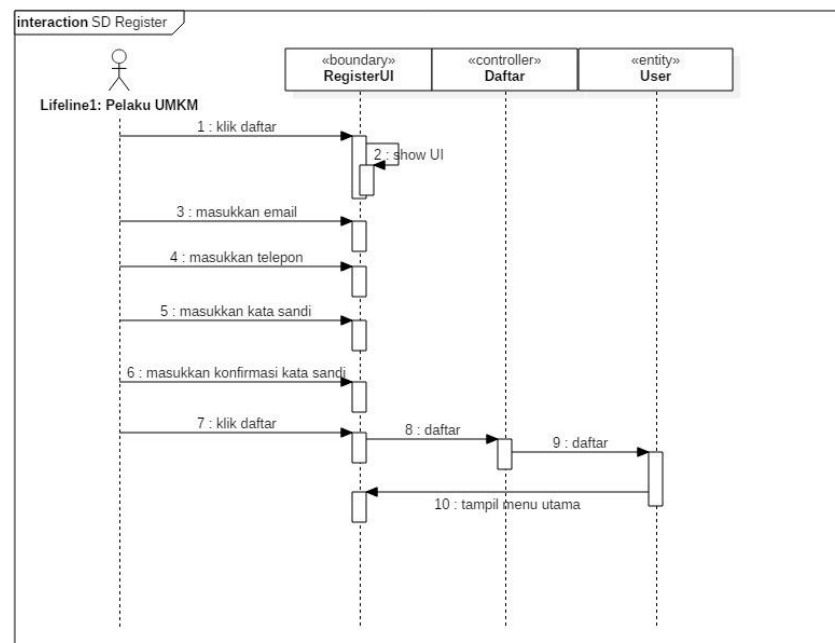 interaction SD Register
«boundary»
RegisterUI
«controller»
Daftar
«entity»
User
Lifeline1: Pelaku UMKM
1 : klik daftar
2 : show UI
3 : masukkan email
4 : masukkan telepon
5 : masukkan kata sandi
6 : masukkan konfirmasi kata sandi
7 : klik daftar
8 : daftar
9 : daftar
10 : tampil menu utama